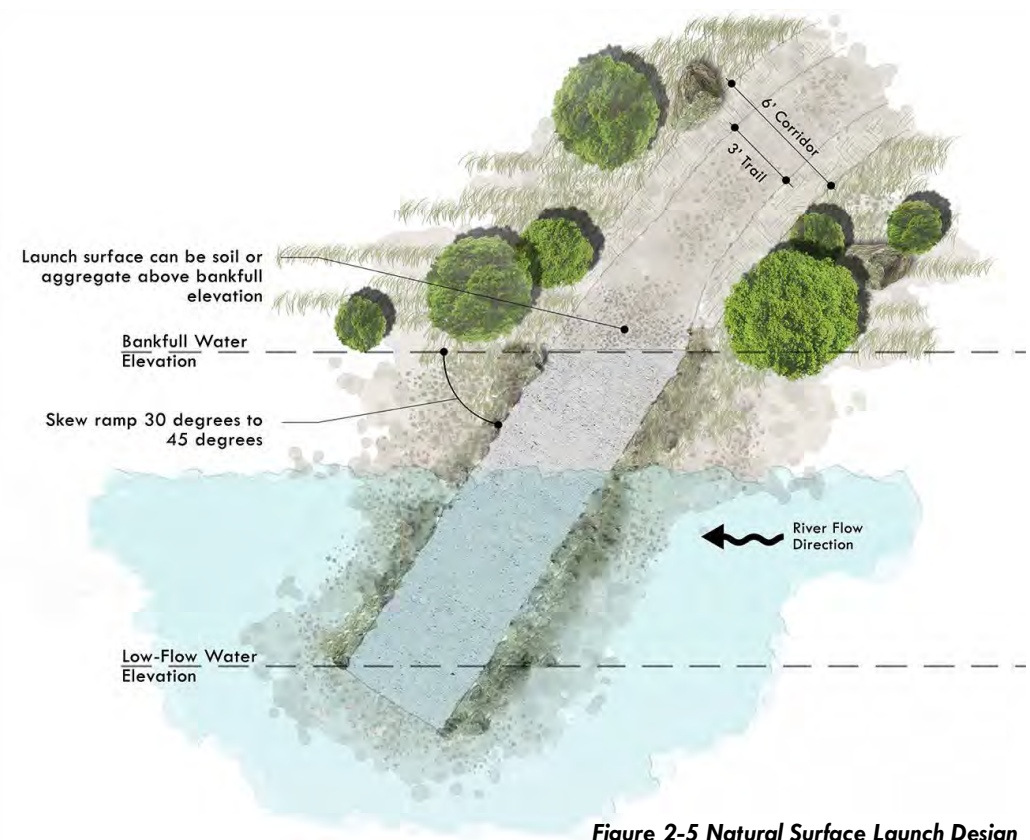 6' Corridor
3' Trail
Launch surface can be soil or
aggregate above bankfull
elevation
Bankfull Water
Elevation
Skew ramp 30 degrees to
45 degrees
River Flow
Direction
Low-Flow Water
Elevation
Figure 2-5 Natural Surface Launch Design